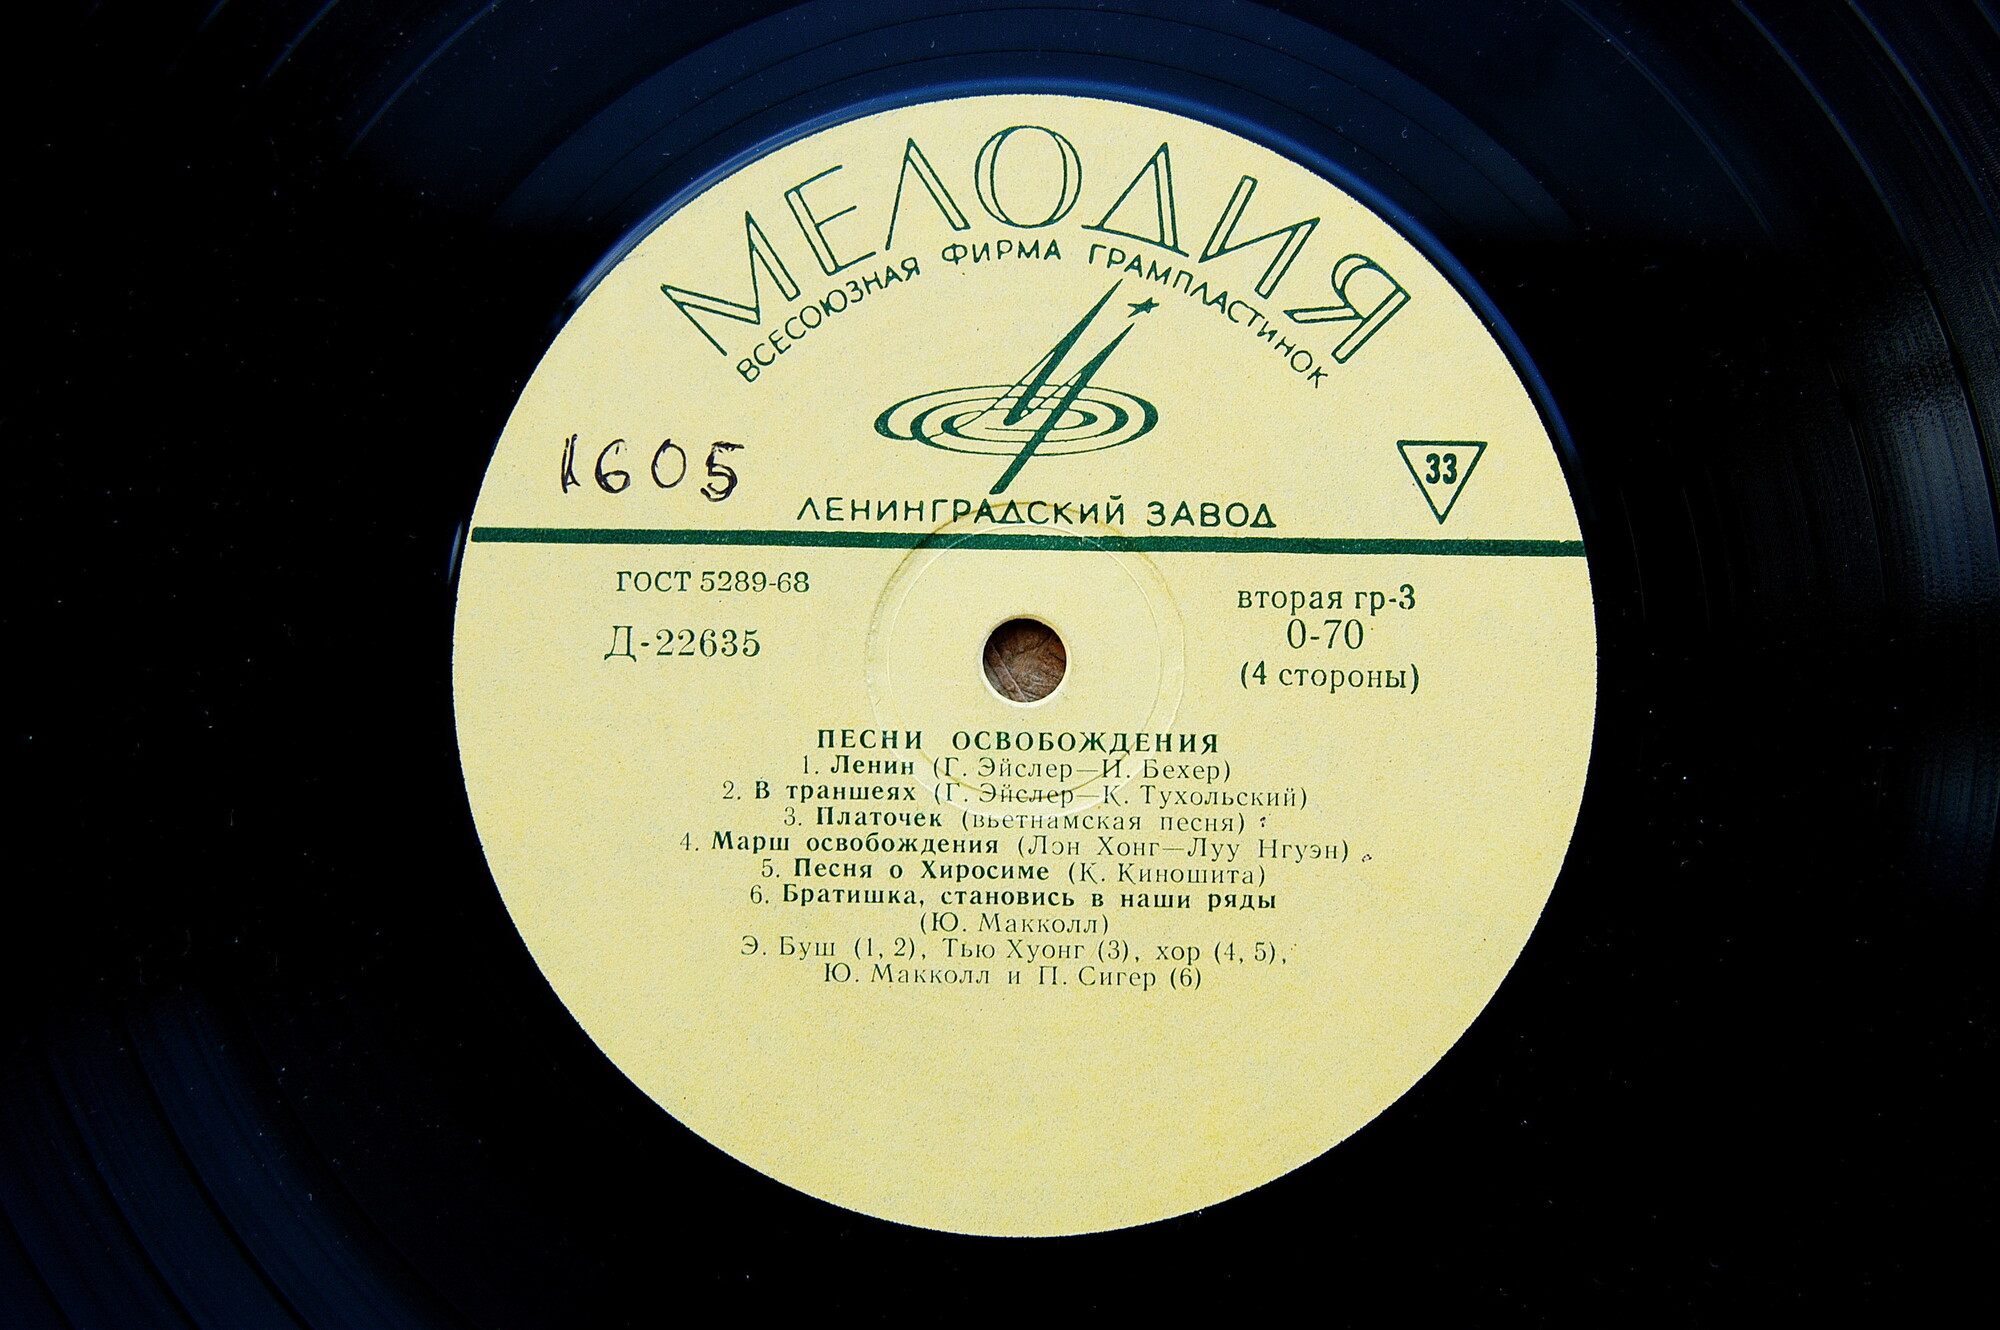 МЕЛОДИЯ
ВСЕСОЮЗНАЯ ФИРМА ГРАМПЛАСТИНОК
1605
33
ЛЕНИНГРАДСКИЙ ЗАВОД
ГОСТ 5289-68
Д-22635
вторая гр-3
0-70
(4 стороны)
ПЕСНИ ОСВОБОЖДЕНИЯ
1. Ленин (Г. Эйслер—И. Бехер)
2. В траншеях (Г. Эйслер—К. Тухольский)
3. Платочек (вьетнамская песня)
4. Марш освобождения (Лэн Хонг—Луу Нгуэн)
5. Песня о Хиросиме (К. Киношита)
6. Братишка, становись в наши ряды
(Ю. Макколл)
Э. Буш (1, 2), Тью Хуонг (3), хор (4, 5),
Ю. Макколл и П. Сигер (6)